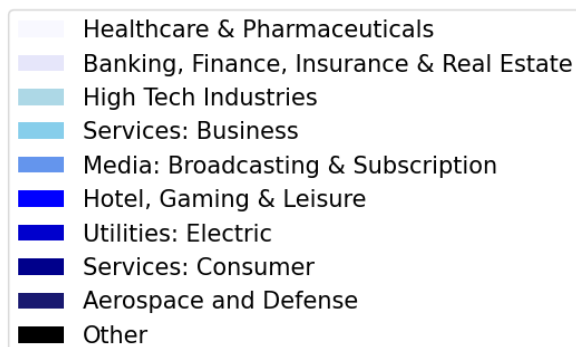 Healthcare & Pharmaceuticals
Banking, Finance, Insurance & Real Estate
High Tech Industries
Services: Business
Media: Broadcasting & Subscription
Hotel, Gaming & Leisure
Utilities: Electric
Services: Consumer
Aerospace and Defense
Other